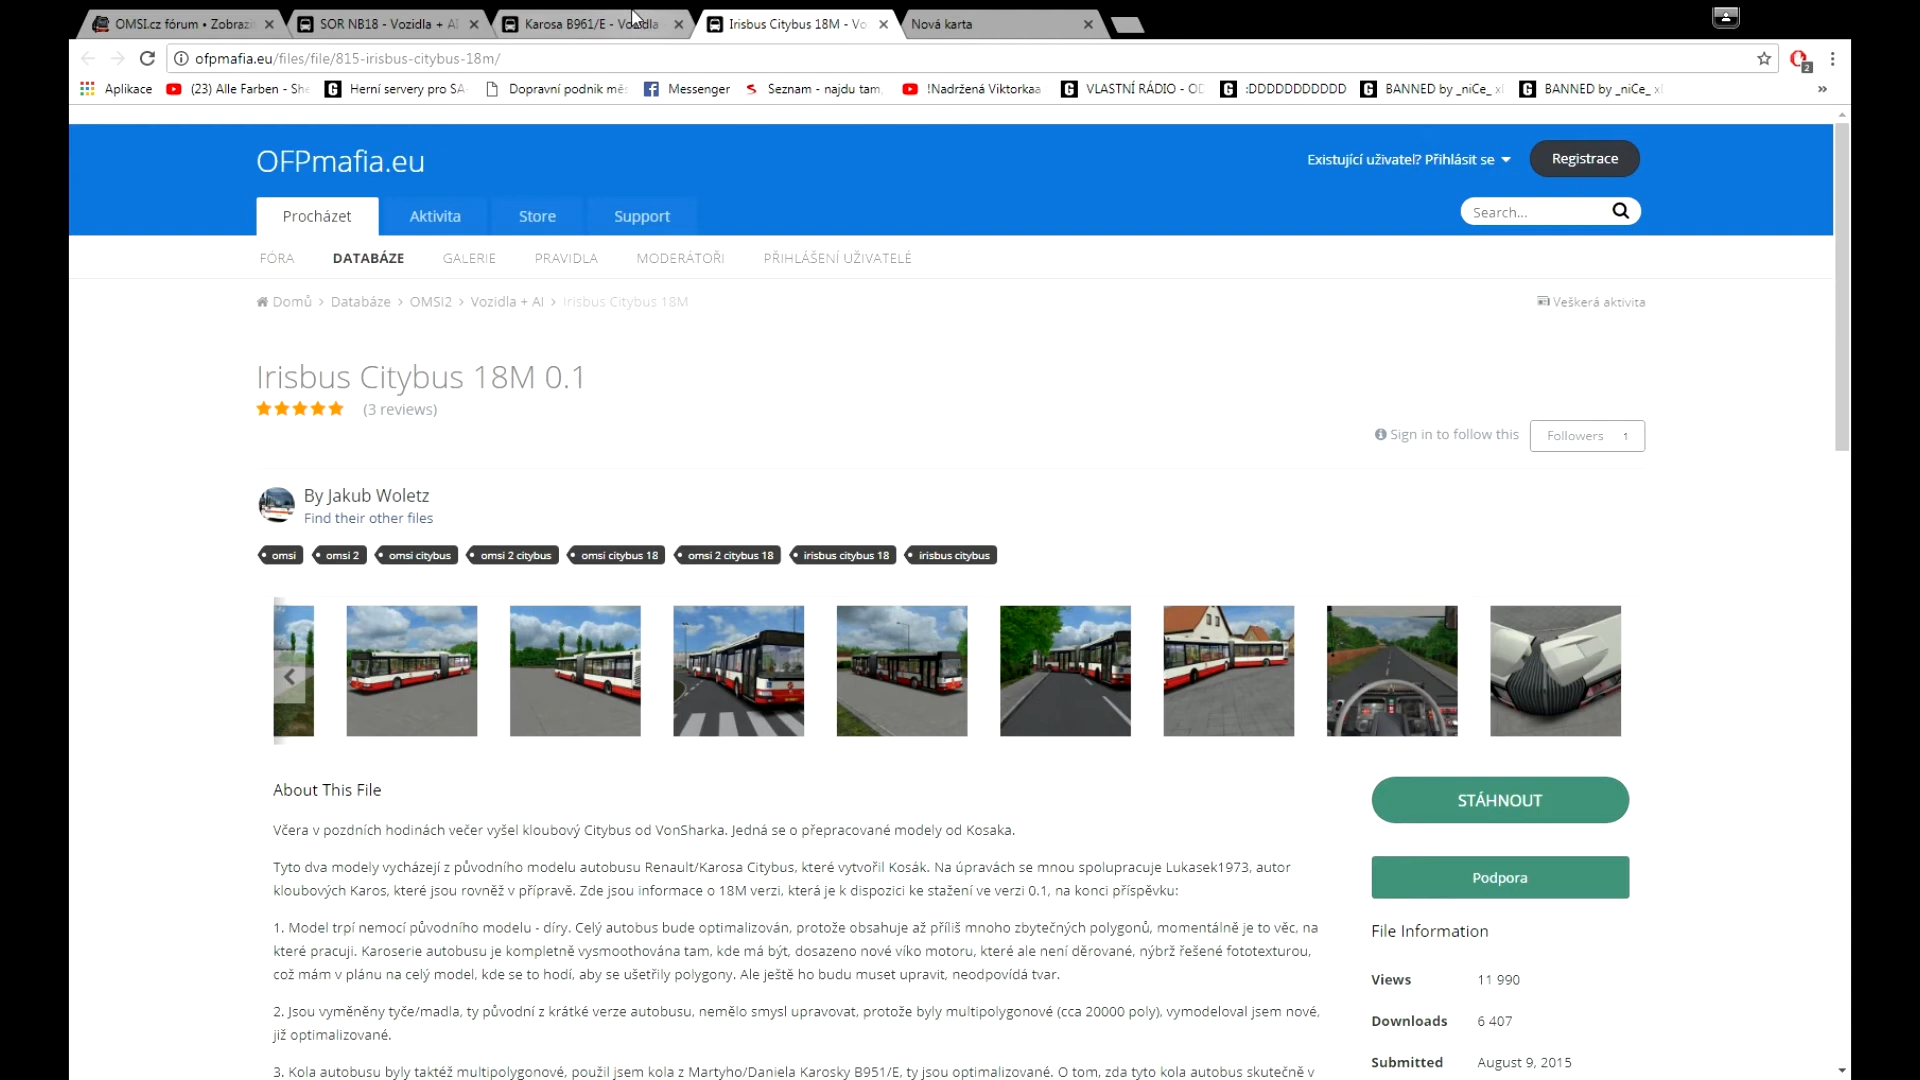 OMSI.cz fórum • Zobrazi
SOR NB18 - Vozidla + AI
Karosa B961/E - Vozidla
Irisbus Citybus 18M - Vo
Nová karta
ofpmafia.eu/files/file/815-irisbus-citybus-18m/
2
Aplikace
(23) Alle Farben - She
Herní servery pro SA-
Dopravní podnik mě
Messenger
Seznam - najdu tam,
!Nadržená Viktorkaa
VLASTNÍ RÁDIO - OD
:DDDDDDDDDDD
BANNED by _niCe_ xl
BANNED by _niCe_ xl
»
OFPmafia.eu
Existující uživatel? Přihlásit se
Registrace
Procházet
Aktivita
Store
Support
Search...
FÓRA
DATABÁZE
GALERIE
PRAVIDLA
MODERÁTOŘI
PŘIHLÁŠENÍ UŽIVATELÉ
Domů > Databáze > OMSI2 > Vozidla + AI > Irisbus Citybus 18M
Veškerá aktivita
Irisbus Citybus 18M 0.1
(3 reviews)
Sign in to follow this
Followers 1
By Jakub Woletz
Find their other files
omsi
omsi 2
omsi citybus
omsi 2 citybus
omsi citybus 18
omsi 2 citybus 18
irisbus citybus 18
irisbus citybus
About This File
STÁHNOUT
Včera v pozdních hodinách večer vyšel kloubový Citybus od VonSharka. Jedná se o přepracované modely od Kosaka.
Tyto dva modely vycházejí z původního modelu autobusu Renault/Karosa Citybus, které vytvořil Kosák. Na úpravách se mnou spolupracuje Lukasek1973, autor
kloubových Karos, které jsou rovněž v přípravě. Zde jsou informace o 18M verzi, která je k dispozici ke stažení ve verzi 0.1, na konci příspěvku:
Podpora
1. Model trpí nemocí původního modelu - díry. Celý autobus bude optimalizován, protože obsahuje až příliš mnoho zbytečných polygonů, momentálně je to věc, na
které pracuji. Karoserie autobusu je kompletně vysmoothována tam, kde má být, dosazeno nové víko motoru, které ale není děrované, nýbrž řešené fototexturou,
což mám v plánu na celý model, kde se to hodí, aby se ušetřily polygony. Ale ještě ho budu muset upravit, neodpovídá tvar.
File Information
Views 11 990
2. Jsou vyměněny tyče/madla, ty původní z krátké verze autobusu, nemělo smysl upravovat, protože byly multipolygonové (cca 20000 poly), vymodeloval jsem nové,
již optimalizované.
Downloads 6 407
Submitted August 9, 2015
3. Kola autobusu byly taktéž multipolygonové, použil jsem kola z Martyho/Daniela Karosky B951/E, ty jsou optimalizované. O tom, zda tyto kola autobus skutečně v